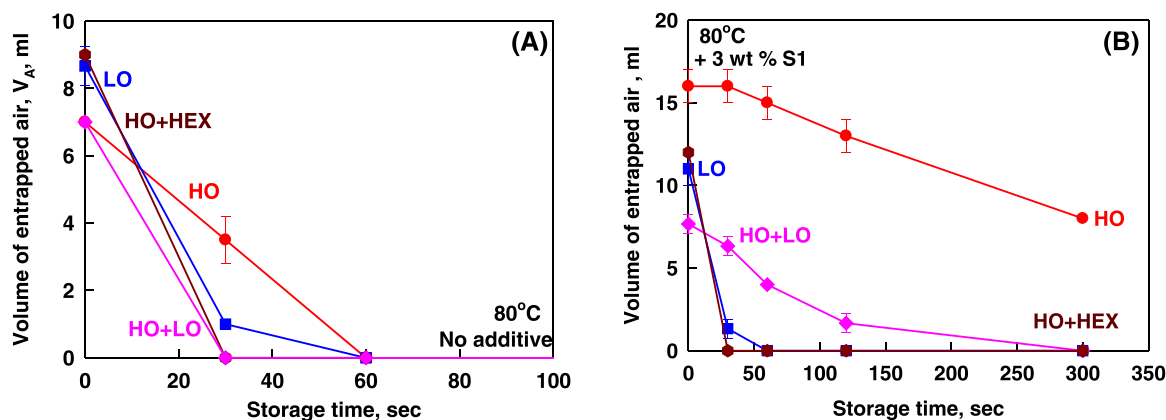 (A)
10
8
6
4
2
0
Volume of entrapped air, V_A, ml
LO
HO+HEX
HO
HO+LO
80°C
No additive
0 20 40 60 80 100
Storage time, sec
(B)
20
15
10
5
0
Volume of entrapped air , ml
80°C
+ 3 wt % S1
LO
HO
HO+LO
HO+HEX
0 50 100 150 200 250 300 350
Storage time, sec